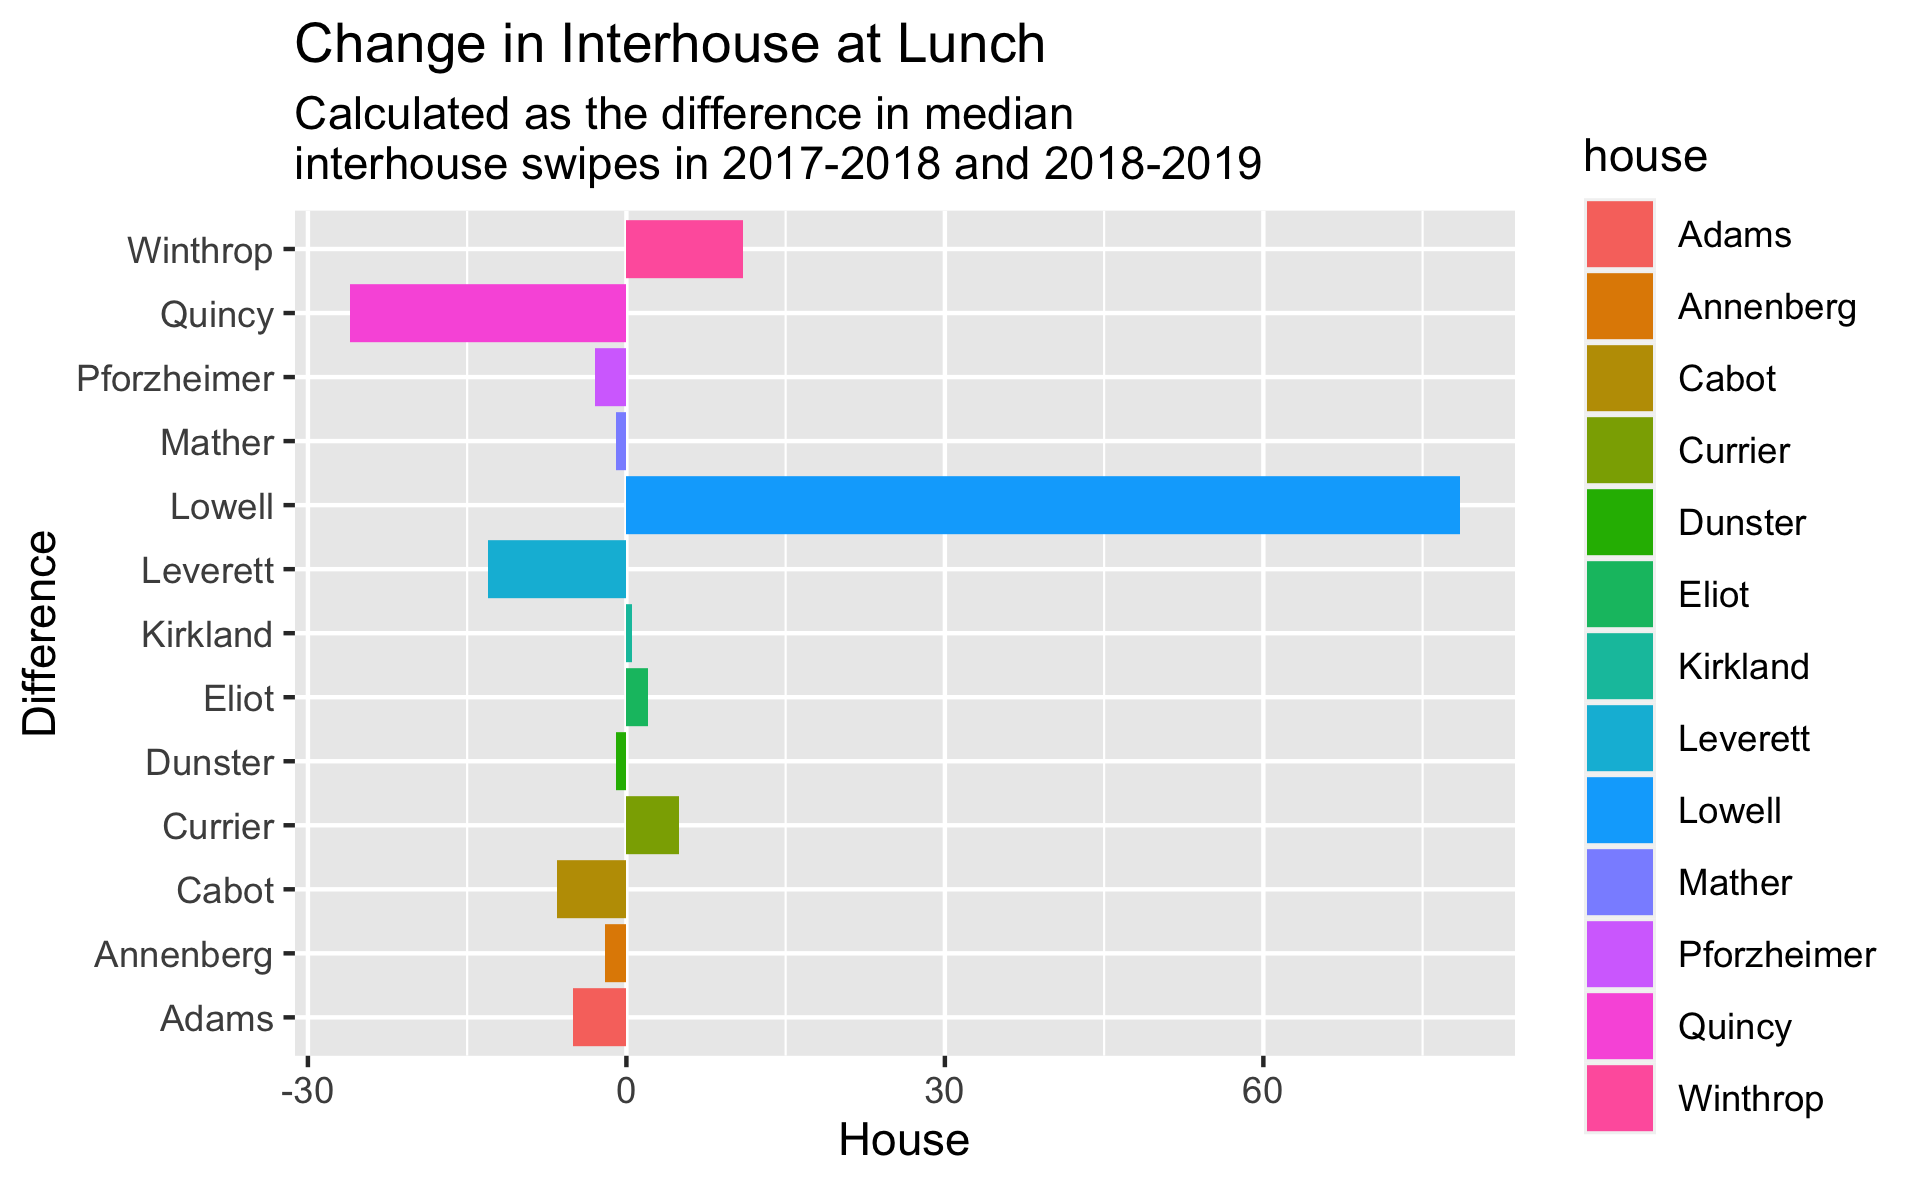 Change in Interhouse at Lunch
Calculated as the difference in median
interhouse swipes in 2017-2018 and 2018-2019
Difference
Winthrop
Quincy
Pforzheimer
Mather
Lowell
Leverett
Kirkland
Eliot
Dunster
Currier
Cabot
Annenberg
Adams
-30 0 30 60
House
house
Adams
Annenberg
Cabot
Currier
Dunster
Eliot
Kirkland
Leverett
Lowell
Mather
Pforzheimer
Quincy
Winthrop